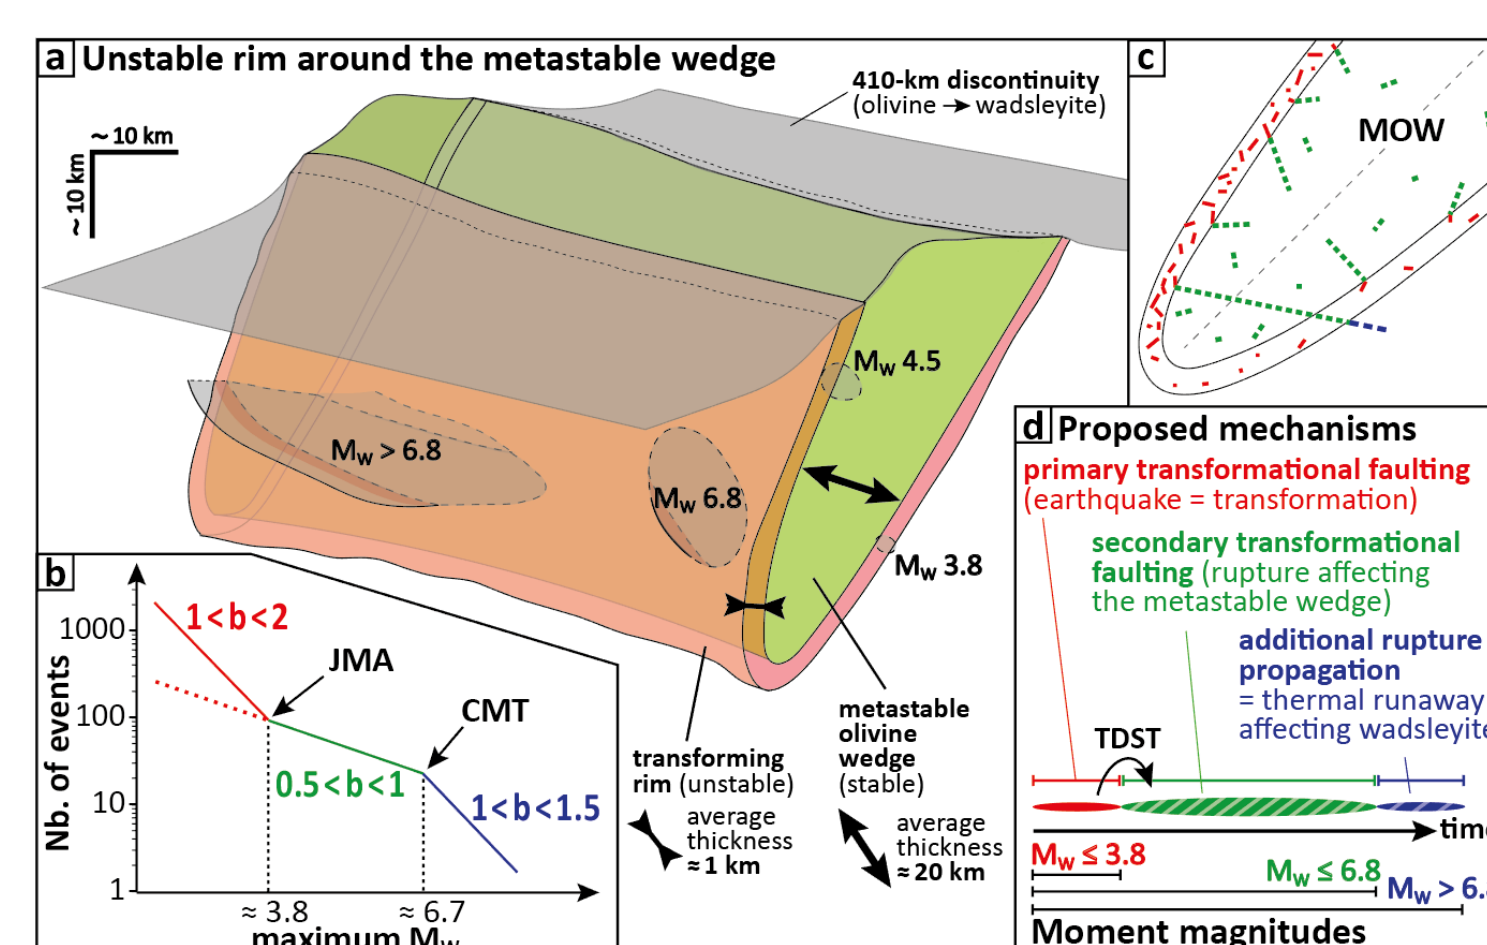 a Unstable rim around the metastable wedge
~ 10 km
~ 10 km
410-km discontinuity
(olivine → wadsleyite)
Mw 4.5
Mw > 6.8
Mw 6.8
Mw 3.8
transforming
rim (unstable)
average
thickness
≈ 1 km
metastable
olivine
wedge
(stable)
average
thickness
≈ 20 km
b
Nb. of events
1000
100
10
1
1<b<2
JMA
CMT
0.5<b<1
1<b<1.5
≈ 3.8
≈ 6.7
maximum Mw
c
MOW
d Proposed mechanisms
primary transformational faulting
(earthquake = transformation)
secondary transformational
faulting (rupture affecting
the metastable wedge)
additional rupture
propagation
= thermal runaway
affecting wadsleyite
TDST
time
Mw ≤ 3.8
Mw ≤ 6.8
Mw > 6.
Moment magnitudes